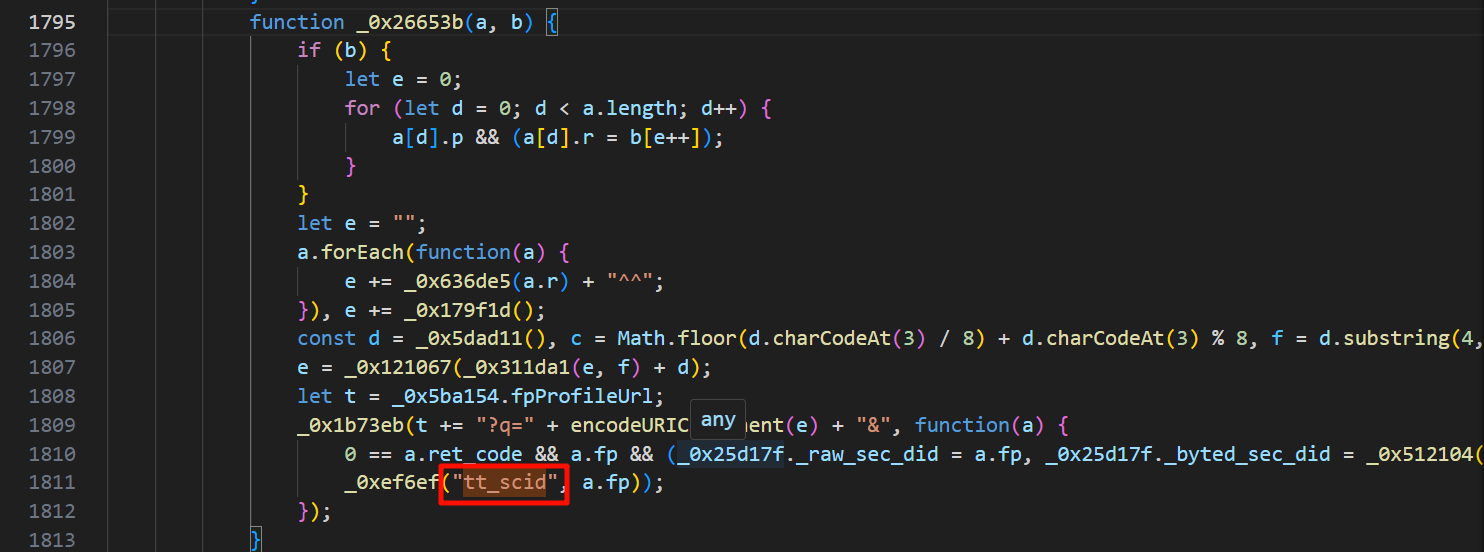 1795 function _0x26653b(a, b) {
1796 if (b) {
1797 let e = 0;
1798 for (let d = 0; d < a.length; d++) {
1799 a[d].p && (a[d].r = b[e++]);
1800 }
1801 }
1802 let e = "";
1803 a.forEach(function(a) {
1804 e += _0x636de5(a.r) + "^^";
1805 }), e += _0x179f1d();
1806 const d = _0x5dad11(), c = Math.floor(d.charCodeAt(3) / 8) + d.charCodeAt(3) % 8, f = d.substring(4,
1807 e = _0x121067(_0x311da1(e, f) + d);
1808 let t = _0x5ba154.fpProfileUrl;
any
1809 _0x1b73eb(t += "?q=" + encodeURIC ent(e) + "&", function(a) {
1810 0 == a.ret_code && a.fp && (_0x25d17f._raw_sec_did = a.fp, _0x25d17f._byted_sec_did = _0x512104(
1811 _0xef6ef("tt_scid", a.fp));
1812 });
1813 }